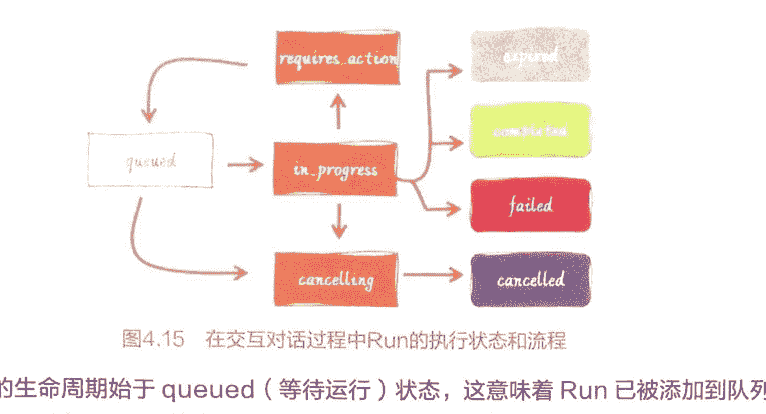 requires_action
expired
queued
in_progress
completed
failed
cancelling
cancelled
图4.15 在交互对话过程中Run的执行状态和流程
的生命周期始于 queued（等待运行）状态，这意味着 Run 已被添加到队列